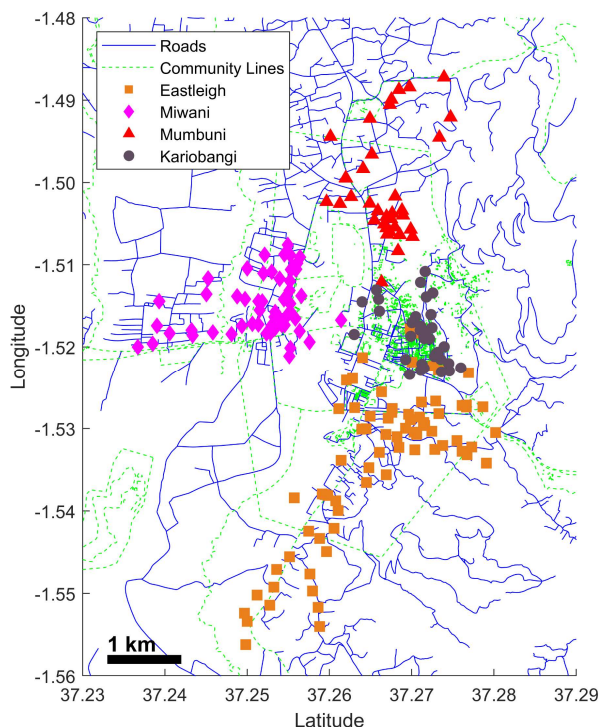 -1.48
-1.49
-1.50
-1.51
-1.52
-1.53
-1.54
-1.55
-1.56
Longitude
Roads
Community Lines
Eastleigh
Miwani
Mumbuni
Kariobangi
1 km
37.23 37.24 37.25 37.26 37.27 37.28 37.29
Latitude